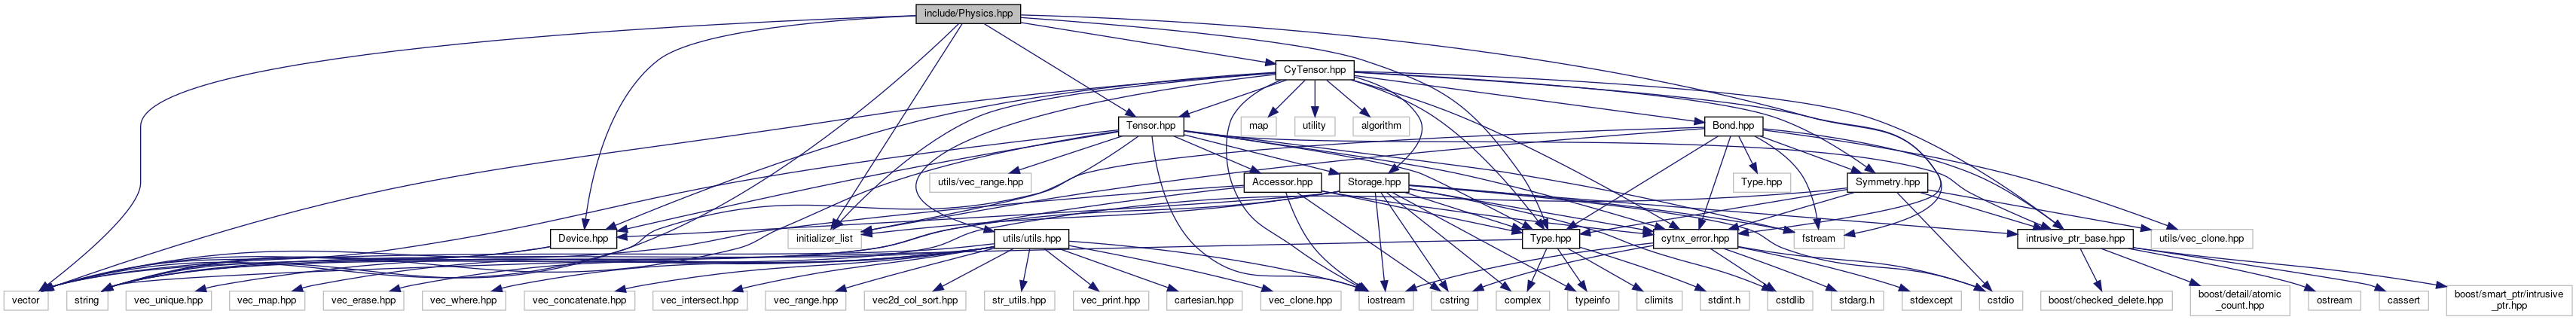 include/Physics.hpp
CyTensor.hpp
Tensor.hpp
map
utility
algorithm
Bond.hpp
utils/vec_range.hpp
Accessor.hpp
Storage.hpp
Type.hpp
Symmetry.hpp
Device.hpp
initializer_list
utils/utils.hpp
Type.hpp
cytnx_error.hpp
fstream
intrusive_ptr_base.hpp
utils/vec_clone.hpp
vector
string
vec_unique.hpp
vec_map.hpp
vec_erase.hpp
vec_where.hpp
vec_concatenate.hpp
vec_intersect.hpp
vec_range.hpp
vec2d_col_sort.hpp
str_utils.hpp
vec_print.hpp
cartesian.hpp
vec_clone.hpp
iostream
cstring
complex
typeinfo
climits
stdint.h
cstdlib
stdarg.h
stdexcept
cstdio
boost/checked_delete.hpp
boost/detail/atomic
_count.hpp
ostream
cassert
boost/smart_ptr/intrusive
_ptr.hpp